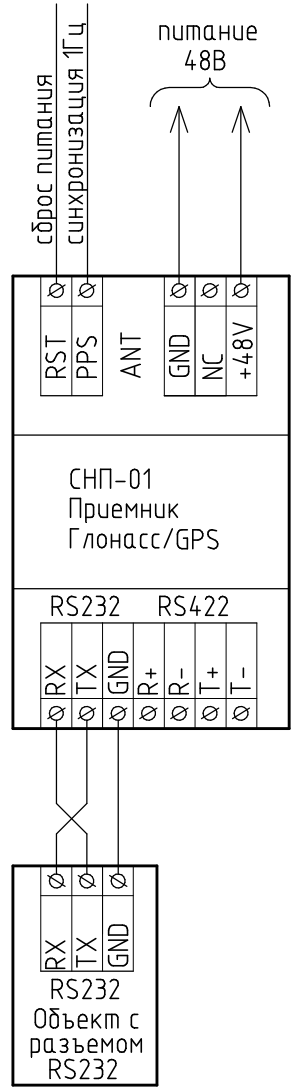 питание
48В
сброс питания
синхронизация 1Гц
RST
PPS
ANT
GND
NC
+48V
СНП-01
Приемник
Глонасс/GPS
RS232 RS422
RX
TX
GND
R+
R-
T+
T-
RX
TX
GND
RS232
Объект с
разъемом
RS232